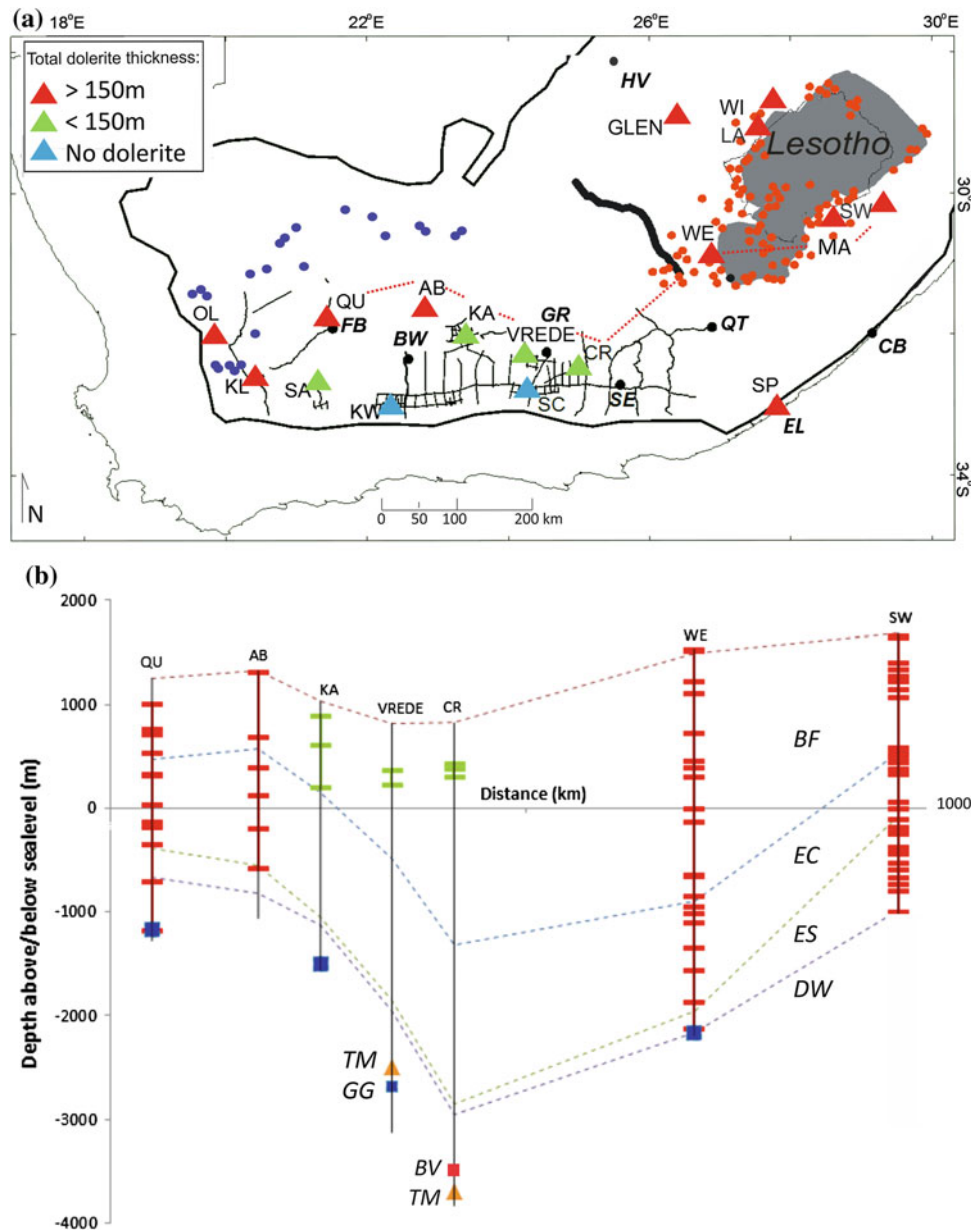 (a)
18°E
22°E
26°E
30°E
Total dolerite thickness:
> 150m
< 150m
No dolerite
HV
GLEN
WI
LA
Lesotho
30°S
SW
WE
MA
QU
AB
OL
FB
KA
GR
BW
VREDE
QT
CR
CB
KL
SA
KW
SC
SE
SP
EL
34°S
N
0 50 100 200 km
(b)
2000
1000
0
-1000
-2000
-3000
-4000
Depth above/below sealevel (m)
QU
AB
KA
VREDE
CR
WE
SW
BF
Distance (km)
1000
EC
ES
DW
TM
GG
BV
TM